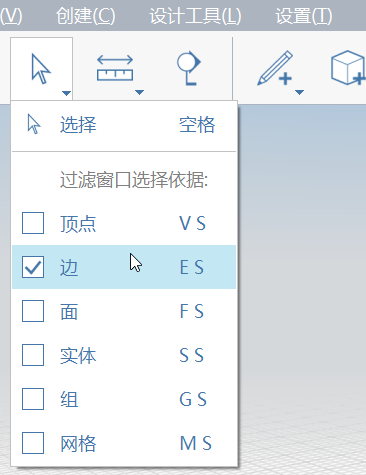 (V) 创建(C) 设计工具(L) 设置(T)
选择 空格
过滤窗口选择依据:
顶点 V S
边 E S
面 F S
实体 S S
组 G S
网格 M S